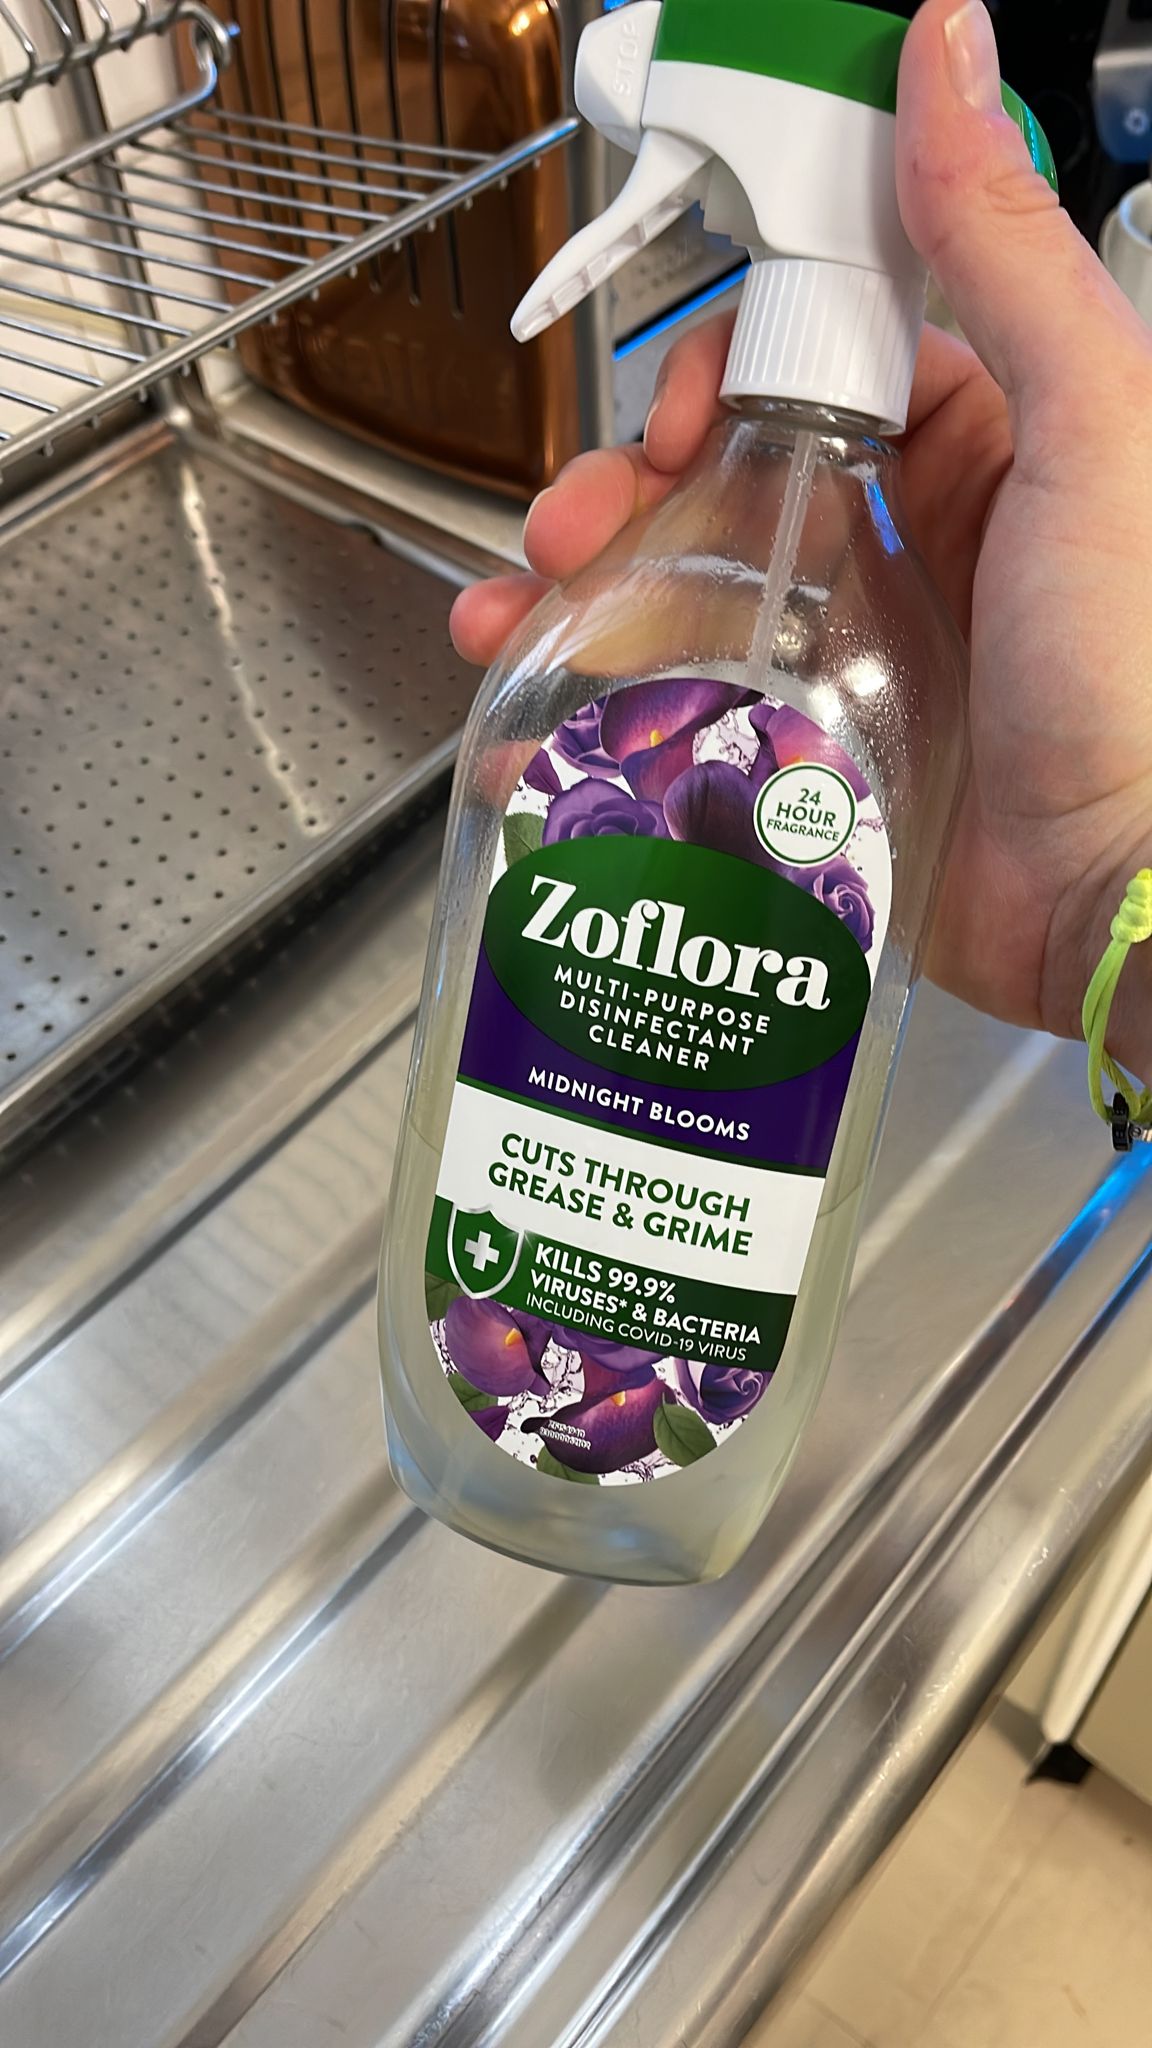 STOP
24
HOUR
FRAGRANCE
Zoflora
MULTI-PURPOSE
DISINFECTANT
CLEANER
MIDNIGHT BLOOMS
CUTS THROUGH
GREASE & GRIME
KILLS 99.9%
VIRUSES* & BACTERIA
INCLUDING COVID-19 VIRUS